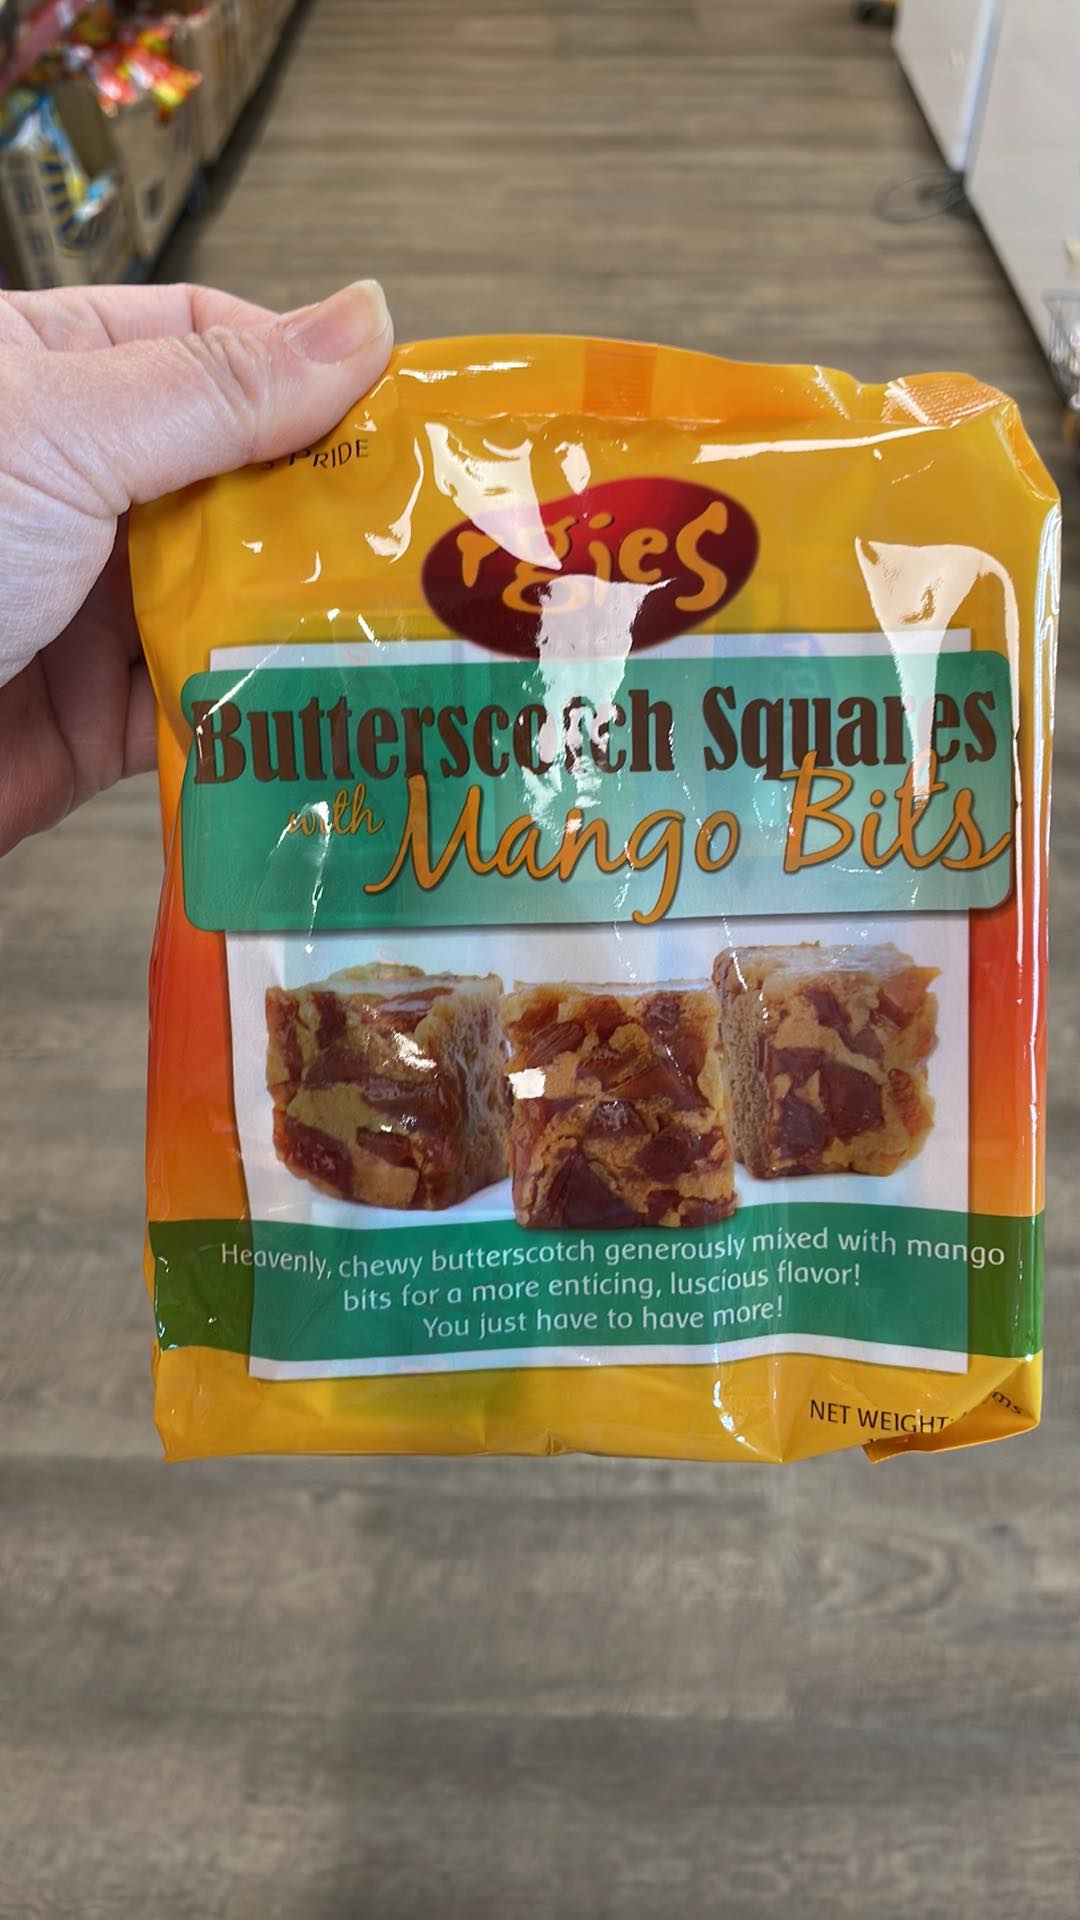 PRIDE
rgies
Butterscotch Squares
with Mango Bits
Heavenly, chewy butterscotch generously mixed with mango
bits for a more enticing, luscious flavor!
You just have to have more!
NET WEIGHT